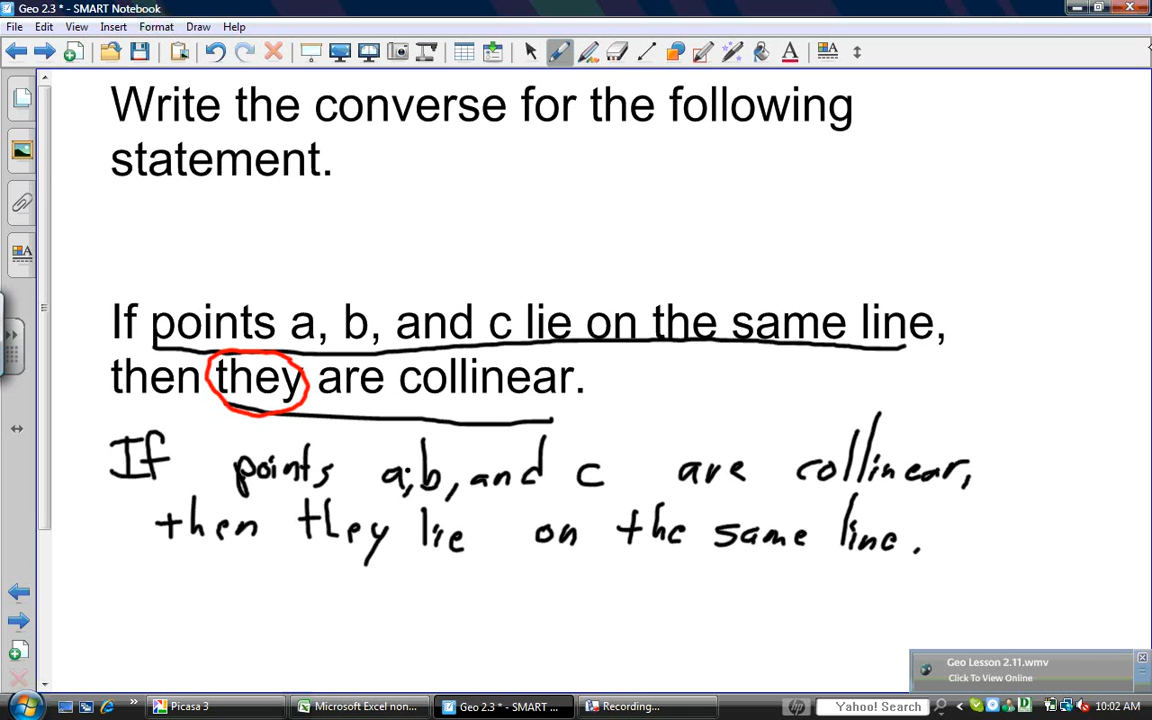 Geo 2.3 * - SMART Notebook
File Edit View Insert Format Draw Help
Write the converse for the following
statement.
If points a, b, and c lie on the same line,
then they are collinear.
If points a, b, and c are collinear,
then they lie on the same line.
Geo Lesson 2.11.wmv
Click To View Online
Picasa 3 Microsoft Excel non... Geo 2.3 * - SMART ... Recording... Yahoo! Search 10:02 AM